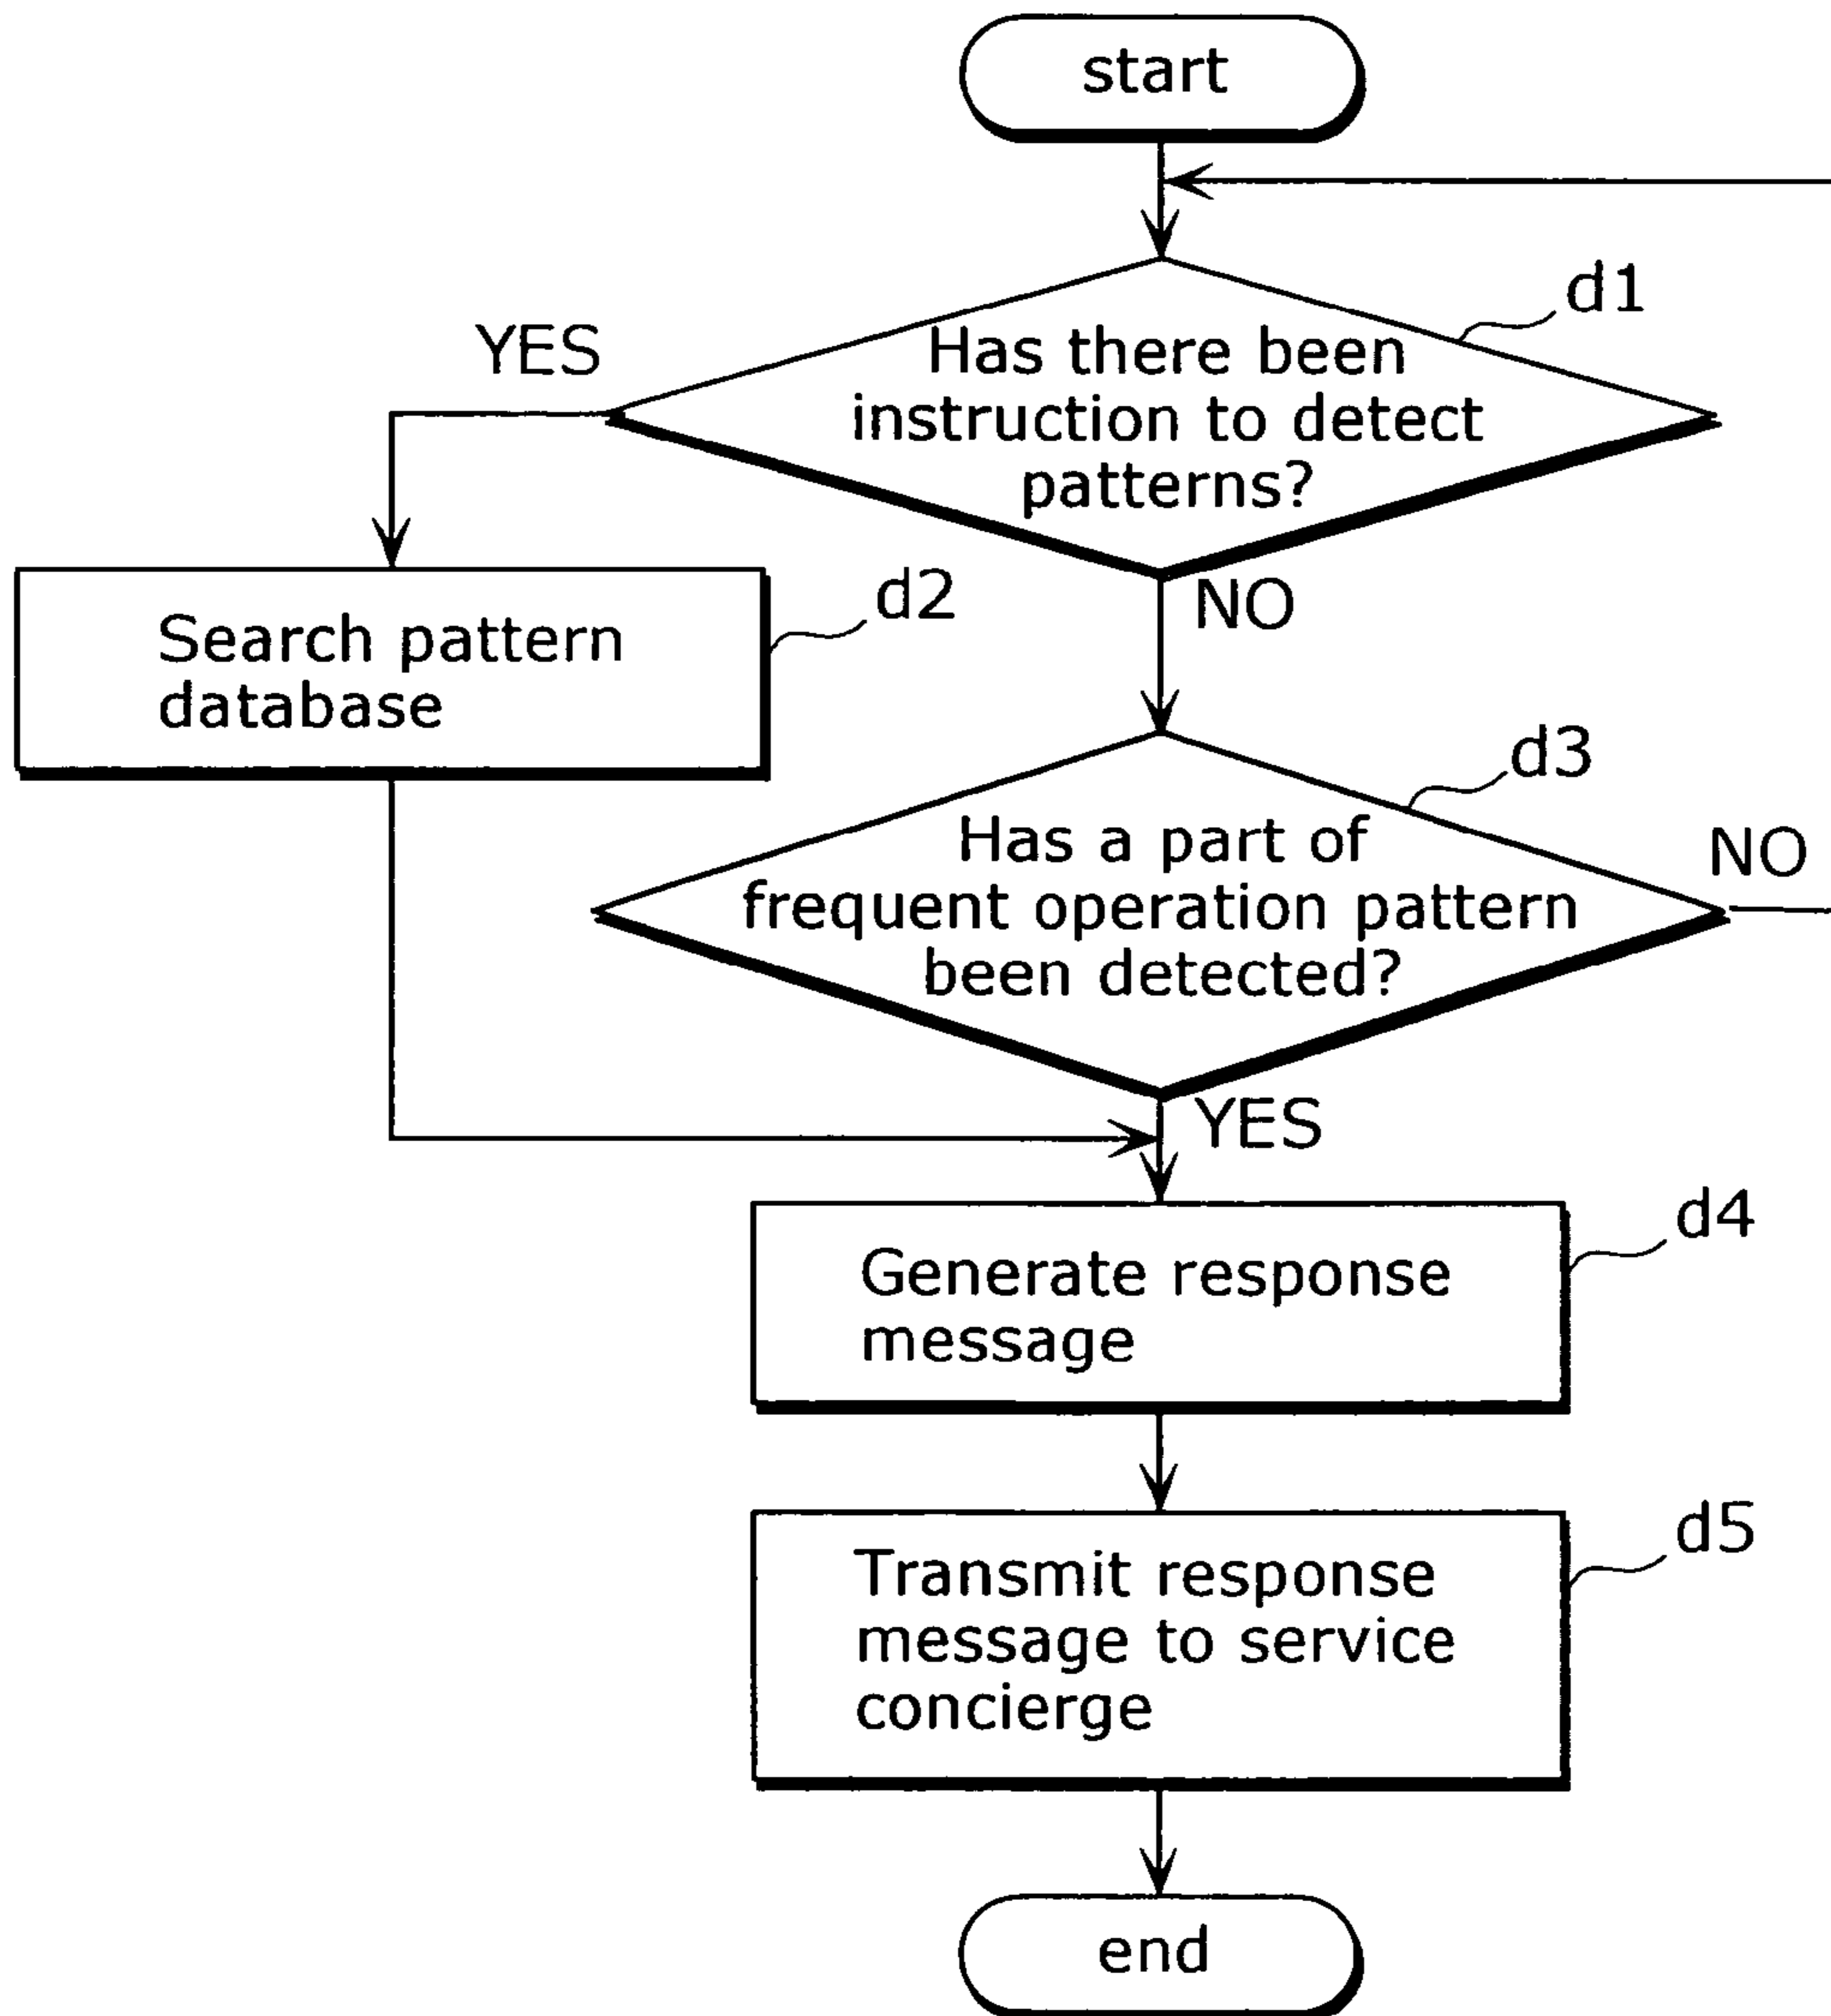 start
d1
YES
Has there been
instruction to detect
patterns?
d2
NO
Search pattern
database
d3
Has a part of
frequent operation pattern
been detected?
NO
YES
d4
Generate response
message
d5
Transmit response
message to service
concierge
end